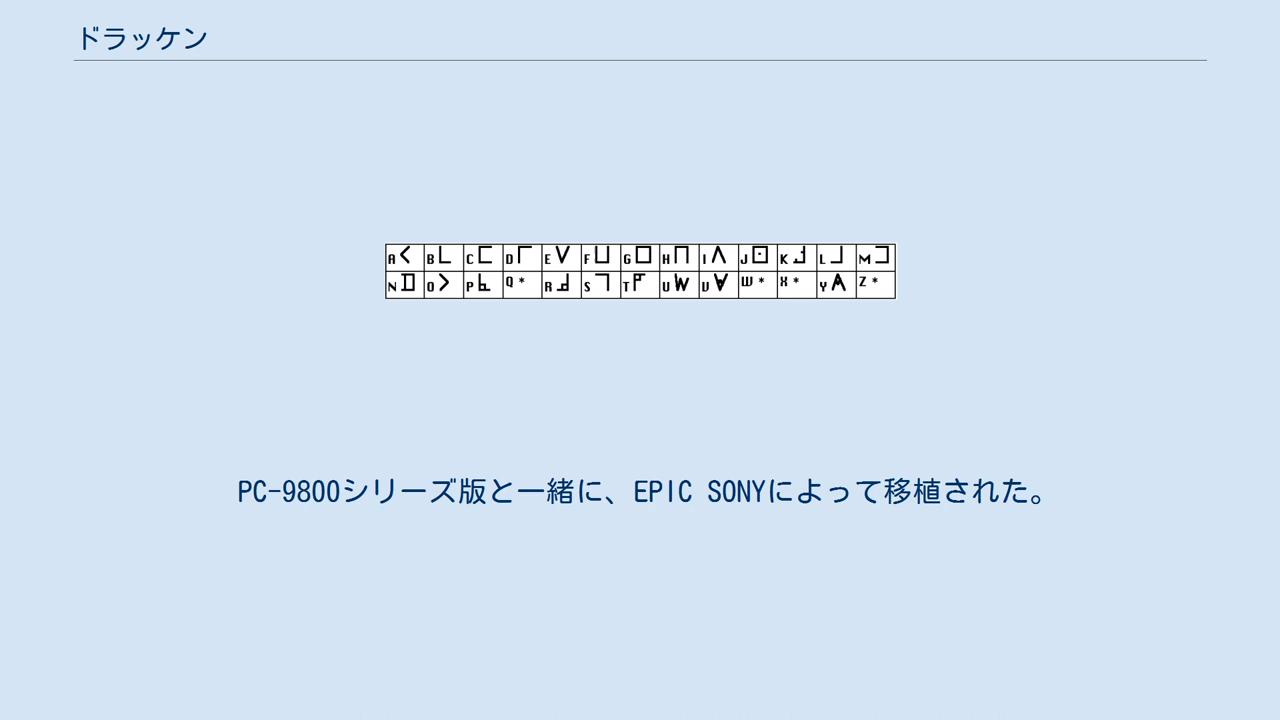 ドラッケン
A B C D E F G H I J K L M
N O P Q * R S T U V W * X * Y Z *
PC-9800シリーズ版と一緒に、EPIC SONYによって移植された。